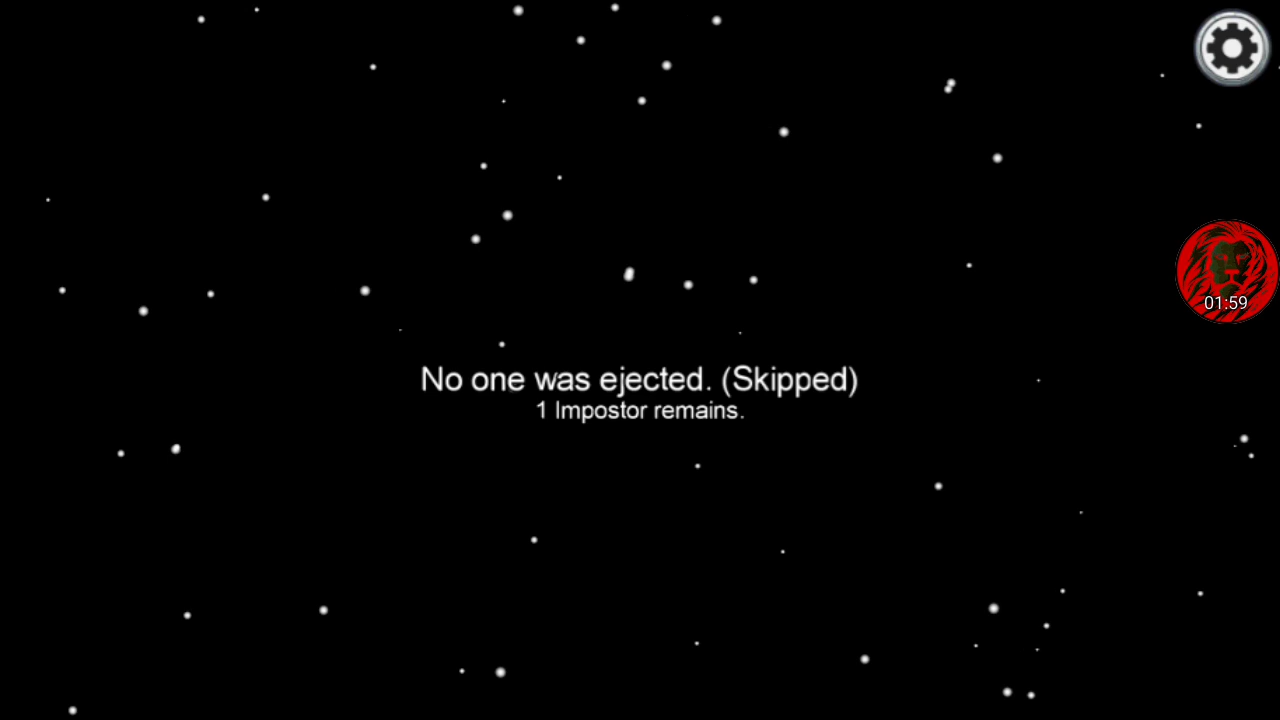 01:59
No one was ejected. (Skipped)
1 Impostor remains.